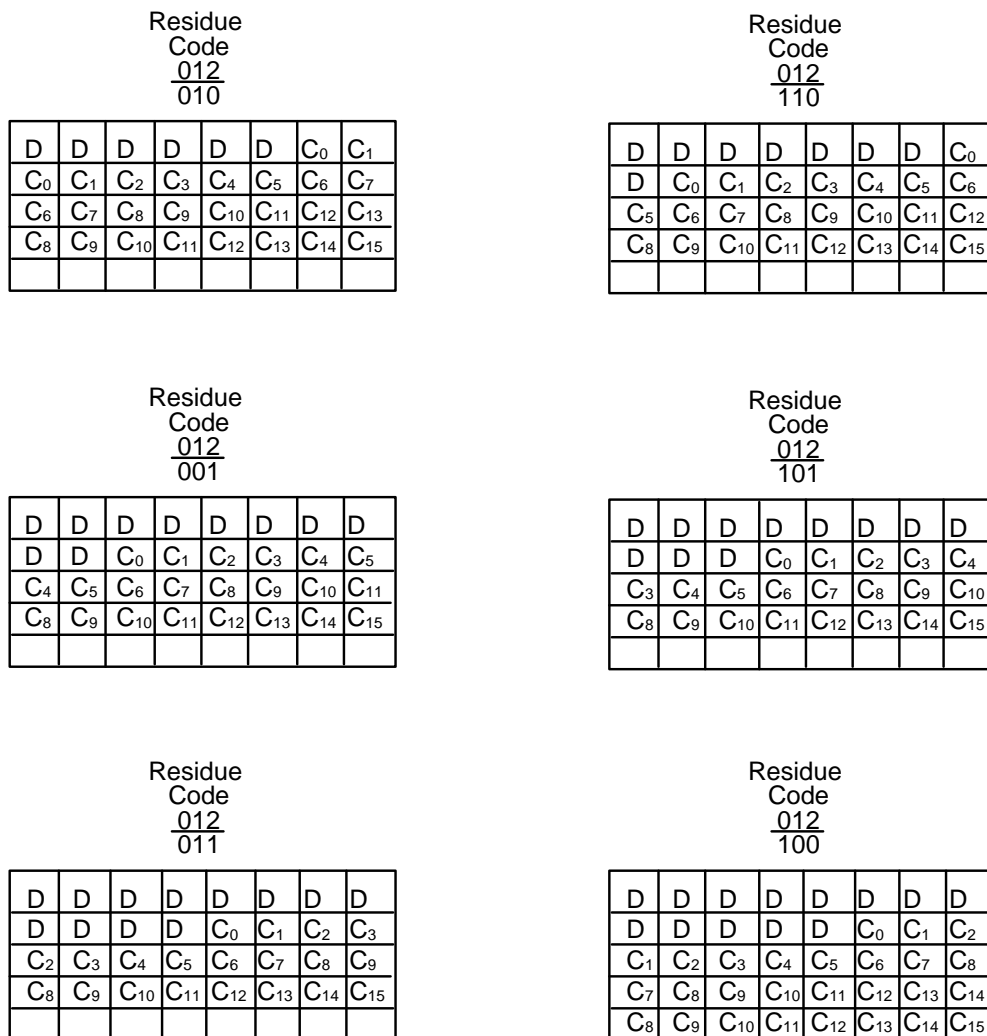 Residue
Code
012
010
D D D D D D C₀ C₁
C₀ C₁ C₂ C₃ C₄ C₅ C₆ C₇
C₆ C₇ C₈ C₉ C₁₀ C₁₁ C₁₂ C₁₃
C₈ C₉ C₁₀ C₁₁ C₁₂ C₁₃ C₁₄ C₁₅
Residue
Code
012
110
D D D D D D D C₀
D C₀ C₁ C₂ C₃ C₄ C₅ C₆
C₅ C₆ C₇ C₈ C₉ C₁₀ C₁₁ C₁₂
C₈ C₉ C₁₀ C₁₁ C₁₂ C₁₃ C₁₄ C₁₅
Residue
Code
012
001
D D D D D D D D
D D C₀ C₁ C₂ C₃ C₄ C₅
C₄ C₅ C₆ C₇ C₈ C₉ C₁₀ C₁₁
C₈ C₉ C₁₀ C₁₁ C₁₂ C₁₃ C₁₄ C₁₅
Residue
Code
012
101
D D D D D D D D
D D D C₀ C₁ C₂ C₃ C₄
C₃ C₄ C₅ C₆ C₇ C₈ C₉ C₁₀
C₈ C₉ C₁₀ C₁₁ C₁₂ C₁₃ C₁₄ C₁₅
Residue
Code
012
011
D D D D D D D D
D D D D C₀ C₁ C₂ C₃
C₂ C₃ C₄ C₅ C₆ C₇ C₈ C₉
C₈ C₉ C₁₀ C₁₁ C₁₂ C₁₃ C₁₄ C₁₅
Residue
Code
012
100
D D D D D D D D
D D D D D C₀ C₁ C₂
C₁ C₂ C₃ C₄ C₅ C₆ C₇ C₈
C₇ C₈ C₉ C₁₀ C₁₁ C₁₂ C₁₃ C₁₄
C₈ C₉ C₁₀ C₁₁ C₁₂ C₁₃ C₁₄ C₁₅